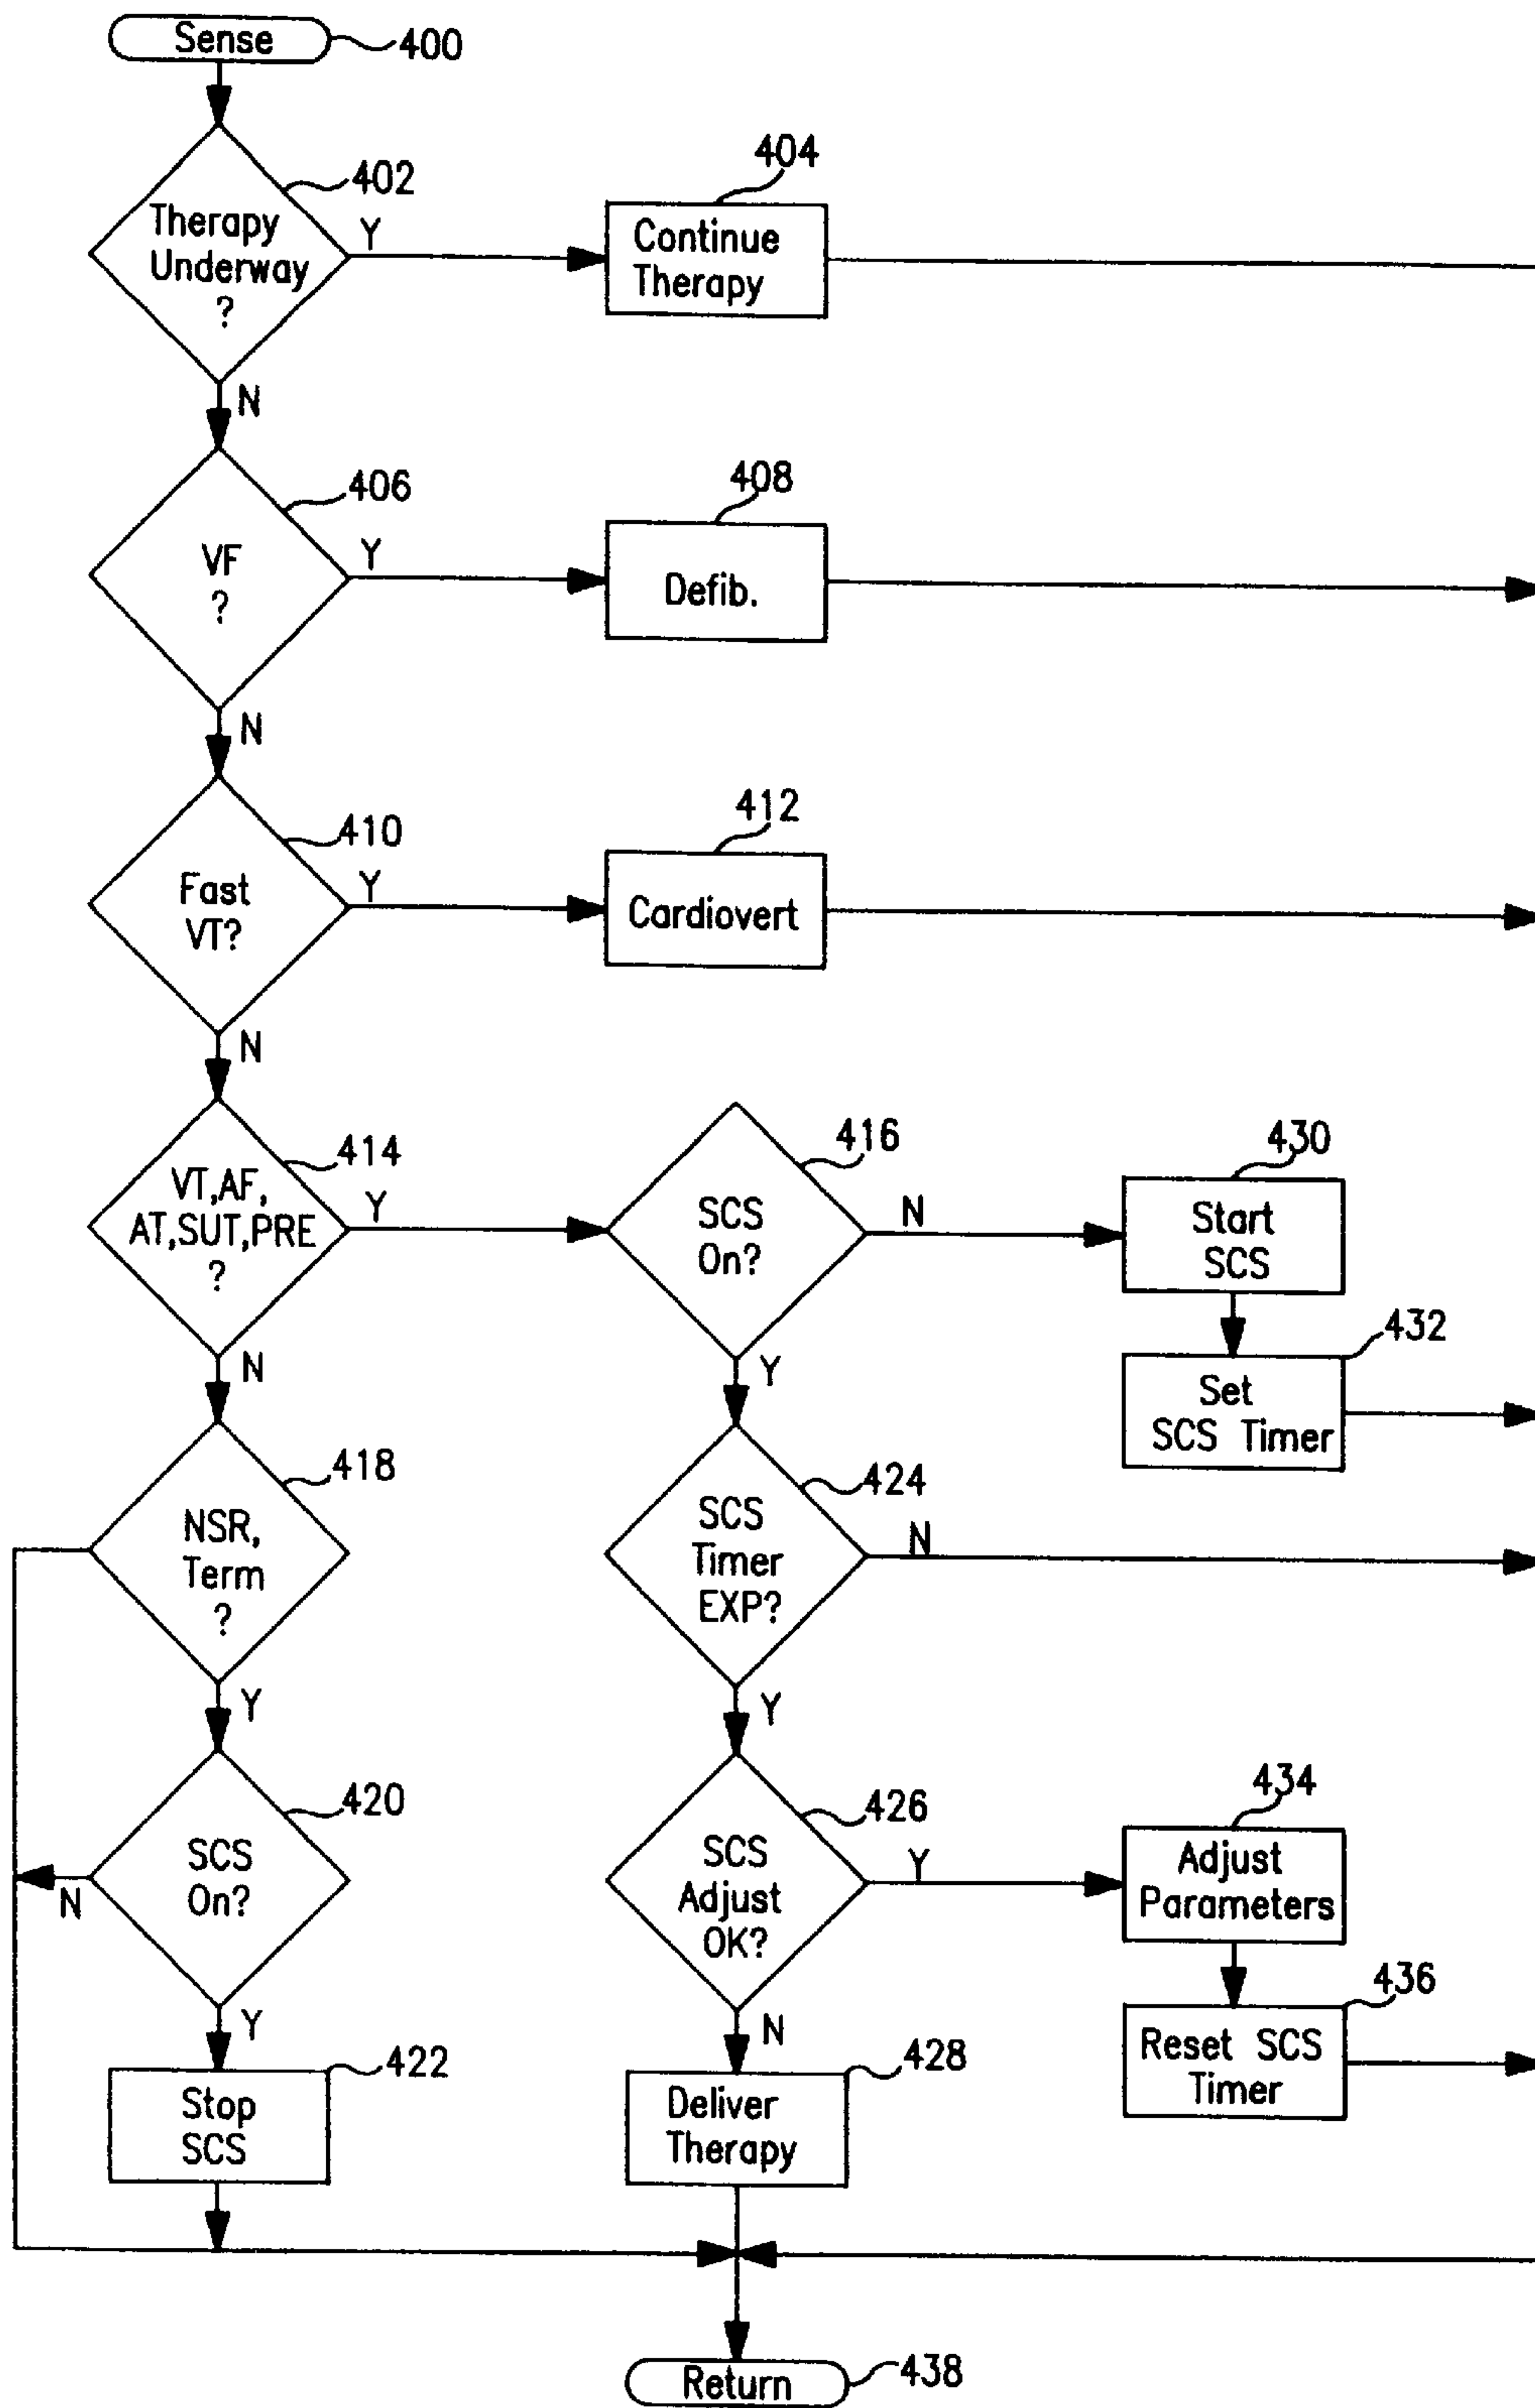 Sense
400
402
Therapy
Underway
?
Y
N
404
Continue
Therapy
406
VF
?
Y
N
408
Defib.
410
Fast
VT?
Y
N
412
Cardiovert
414
VT,AF,
AT,SUT,PRE
?
Y
N
416
SCS
On?
N
Y
430
Start
SCS
432
Set
SCS Timer
418
NSR,
Term
?
Y
424
SCS
Timer
EXP?
N
Y
420
SCS
On?
N
Y
426
SCS
Adjust
OK?
Y
N
434
Adjust
Parameters
436
Reset SCS
Timer
422
Stop
SCS
428
Deliver
Therapy
Return
438